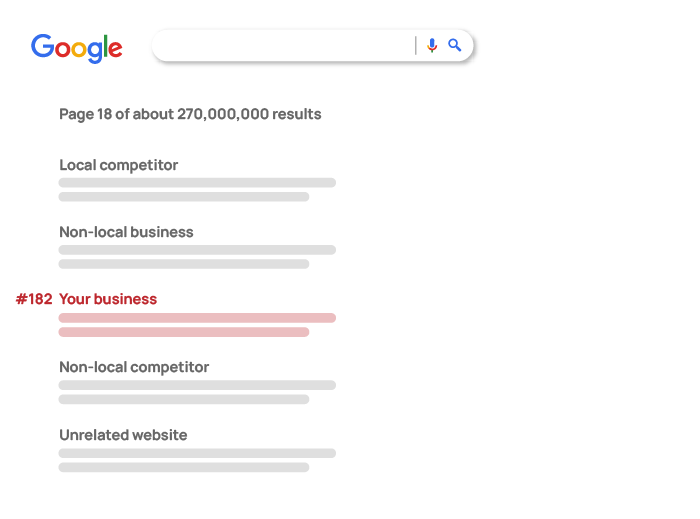 Google
Page 18 of about 270,000,000 results
Local competitor
Non-local business
#182 Your business
Non-local competitor
Unrelated website